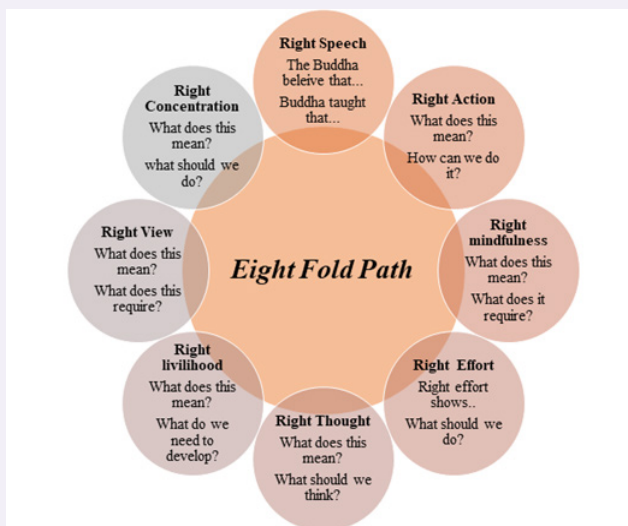 Right Speech
The Buddha
beleive that...
Buddha taught
that...
Right Action
What does this
mean?
How can we do
it?
Right
mindfulness
What does this
mean?
What does it
require?
Right Effort
Right effort
shows..
What should we
do?
Right Thought
What does this
mean?
What should we
think?
Right
livilihood
What does this
mean?
What do we
need to
develop?
Right View
What does this
mean?
What does this
require?
Right
Concentration
What does this
mean?
what should we
do?
Eight Fold Path